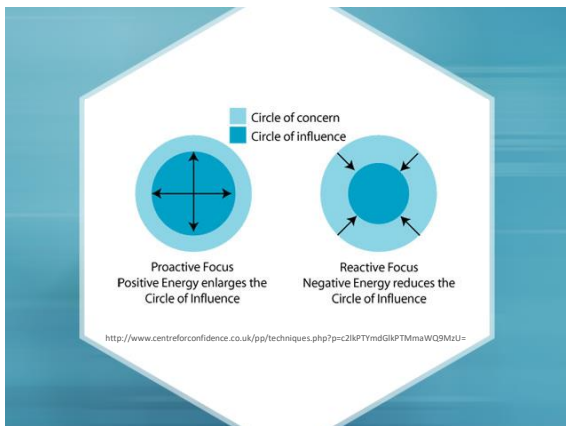 Circle of concern
Circle of influence
Proactive Focus
Positive Energy enlarges the
Circle of Influence
Reactive Focus
Negative Energy reduces the
Circle of Influence
http://www.centreforconfidence.co.uk/pp/techniques.php?p=c2lkPTYmdGlkPTMmaWQ9MzU=